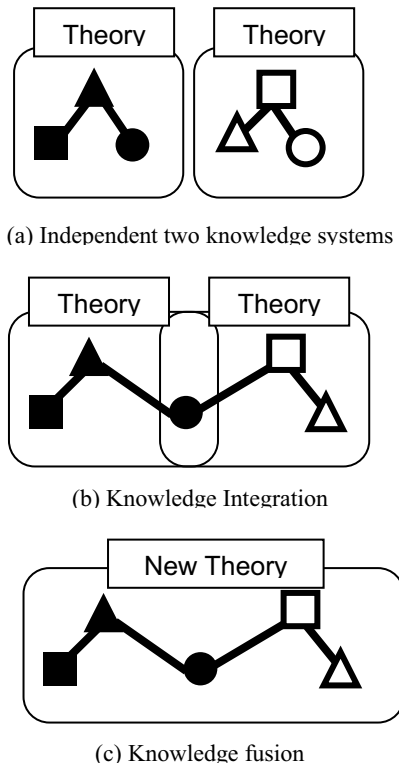 Theory
Theory
(a) Independent two knowledge systems
Theory
Theory
(b) Knowledge Integration
New Theory
(c) Knowledge fusion